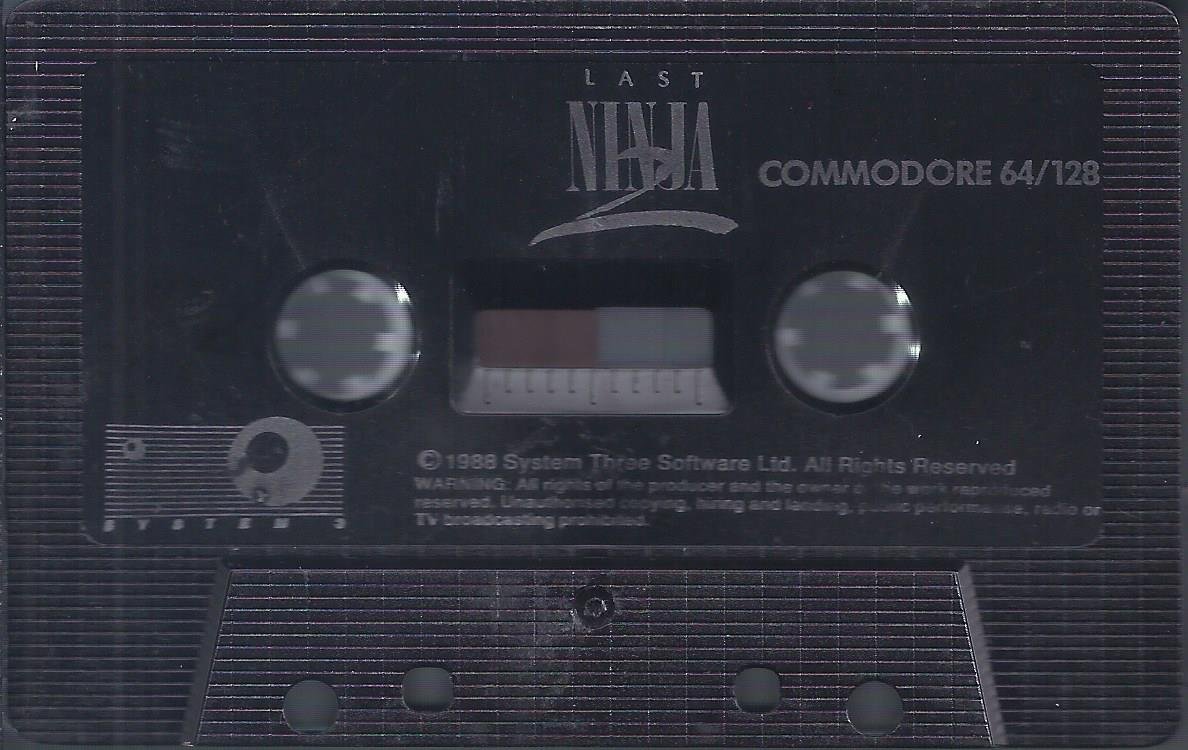 LAST
NINJA
2
COMMODORE 64/128
© 1988 System Three Software Ltd. All Rights Reserved
WARNING: All rights of the producer and the owner of the work reproduced
reserved. Unauthorised copying, hiring and lending, public performance, radio or
TV broadcasting prohibited.
SYSTEM 3